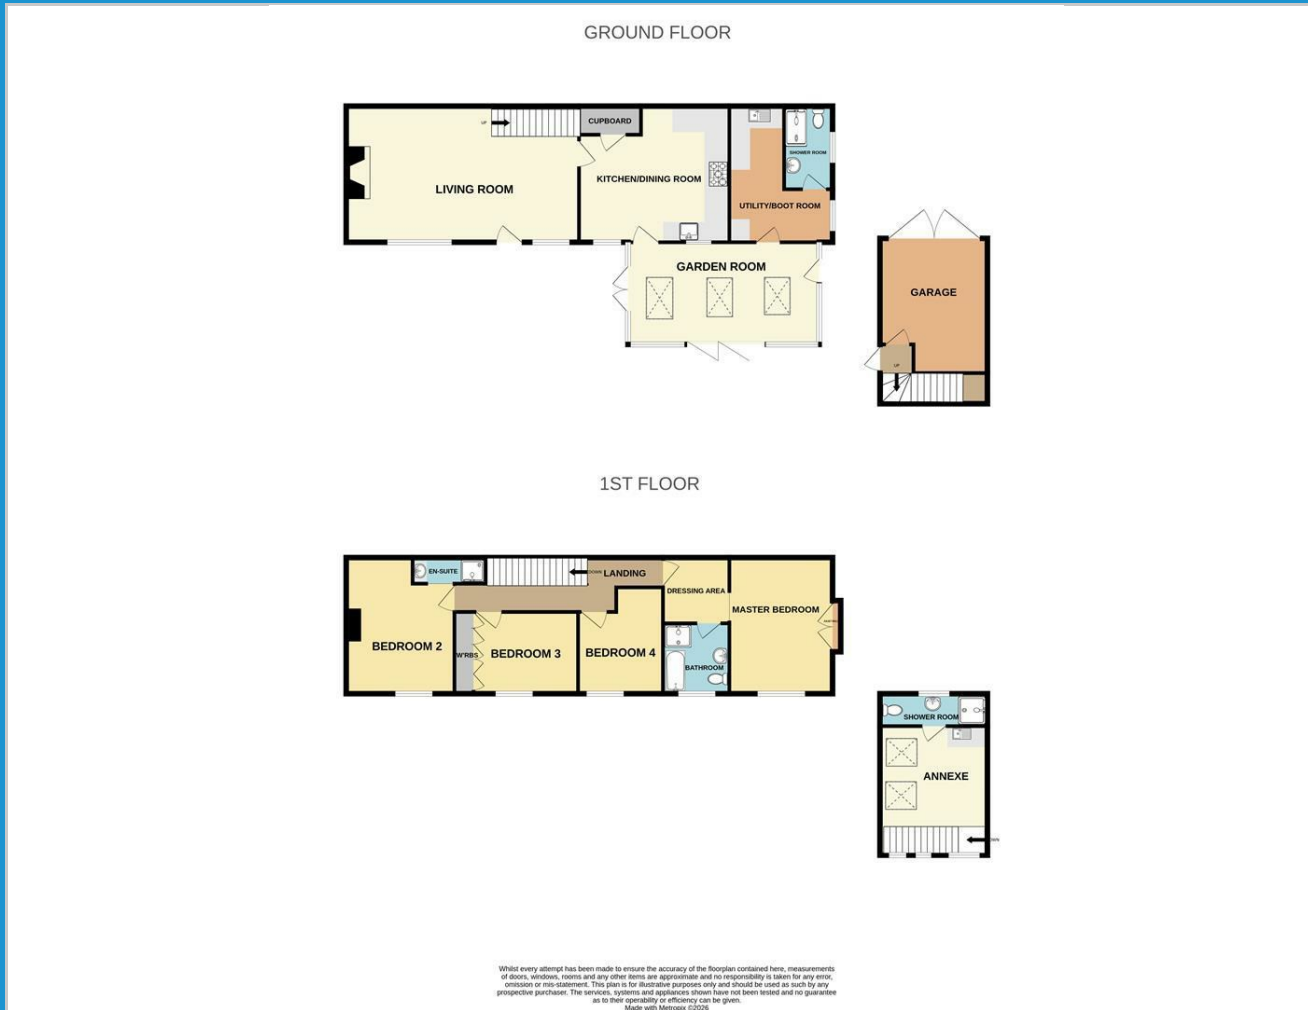 GROUND FLOOR
UP
CUPBOARD
SHOWER ROOM
KITCHEN/DINING ROOM
LIVING ROOM
UTILITY/BOOT ROOM
GARDEN ROOM
GARAGE
UP
1ST FLOOR
EN-SUITE
DOWN
LANDING
DRESSING AREA
MASTER BEDROOM
BEDROOM 2
W'RBS
BEDROOM 3
BEDROOM 4
BATHROOM
SHOWER ROOM
ANNEXE
DOWN
Whilst every attempt has been made to ensure the accuracy of the floorplan contained here, measurements
of doors, windows, rooms and any other items are approximate and no responsibility is taken for any error,
omission or mis-statement. This plan is for illustrative purposes only and should be used as such by any
prospective purchaser. The services, systems and appliances shown have not been tested and no guarantee
as to their operability or efficiency can be given.
Made with Metropix ©2026